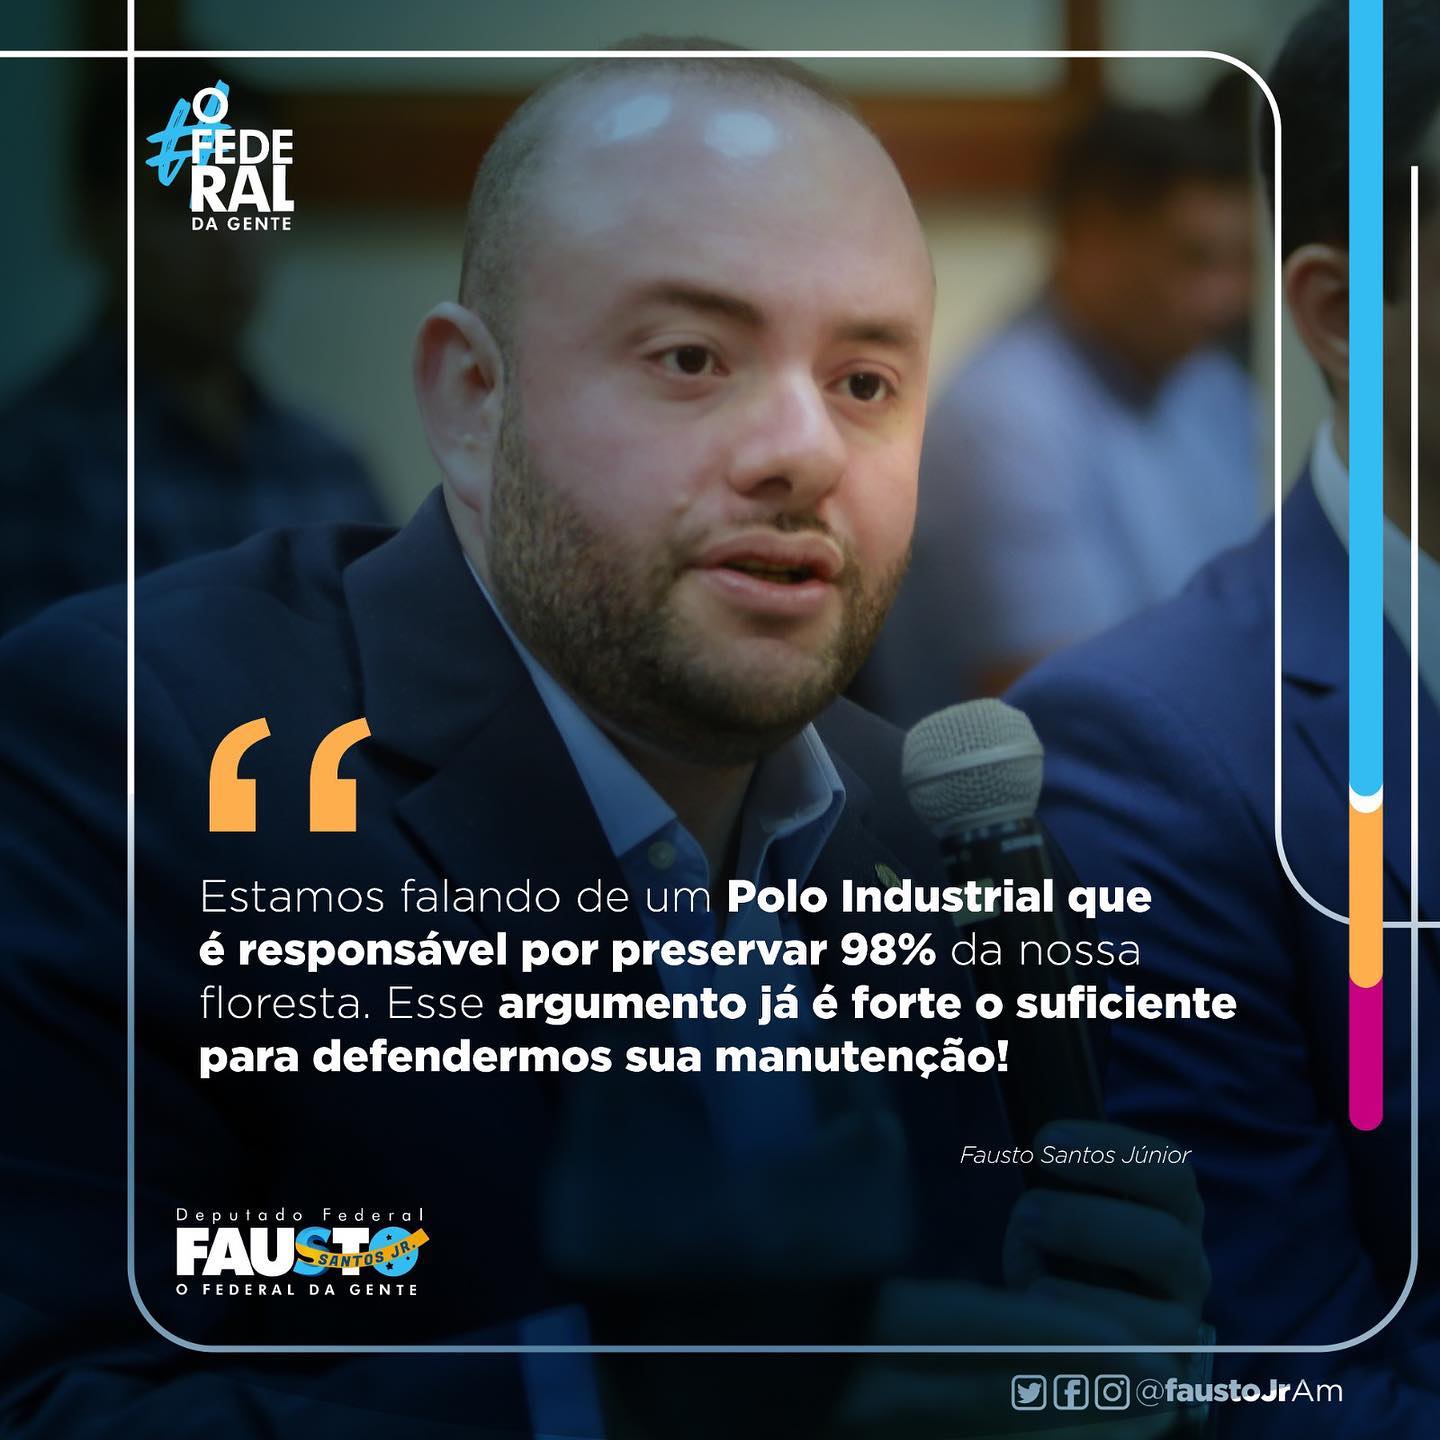 #O
FEDE
RAL
DA GENTE
“
Estamos falando de um Polo Industrial que
é responsável por preservar 98% da nossa
floresta. Esse argumento já é forte o suficiente
para defendermos sua manutenção!
Fausto Santos Júnior
Deputado Federal
FAUSTO
SANTOS JR.
O FEDERAL DA GENTE
@faustoJrAm